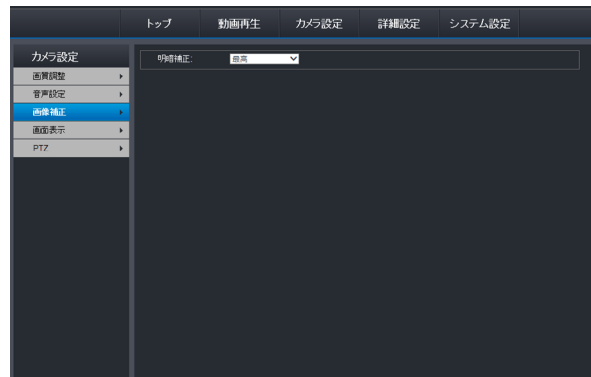 トップ 動画再生 カメラ設定 詳細設定 システム設定
カメラ設定
明暗補正: 最高
画質調整
音声設定
画像補正
画面表示
PTZ